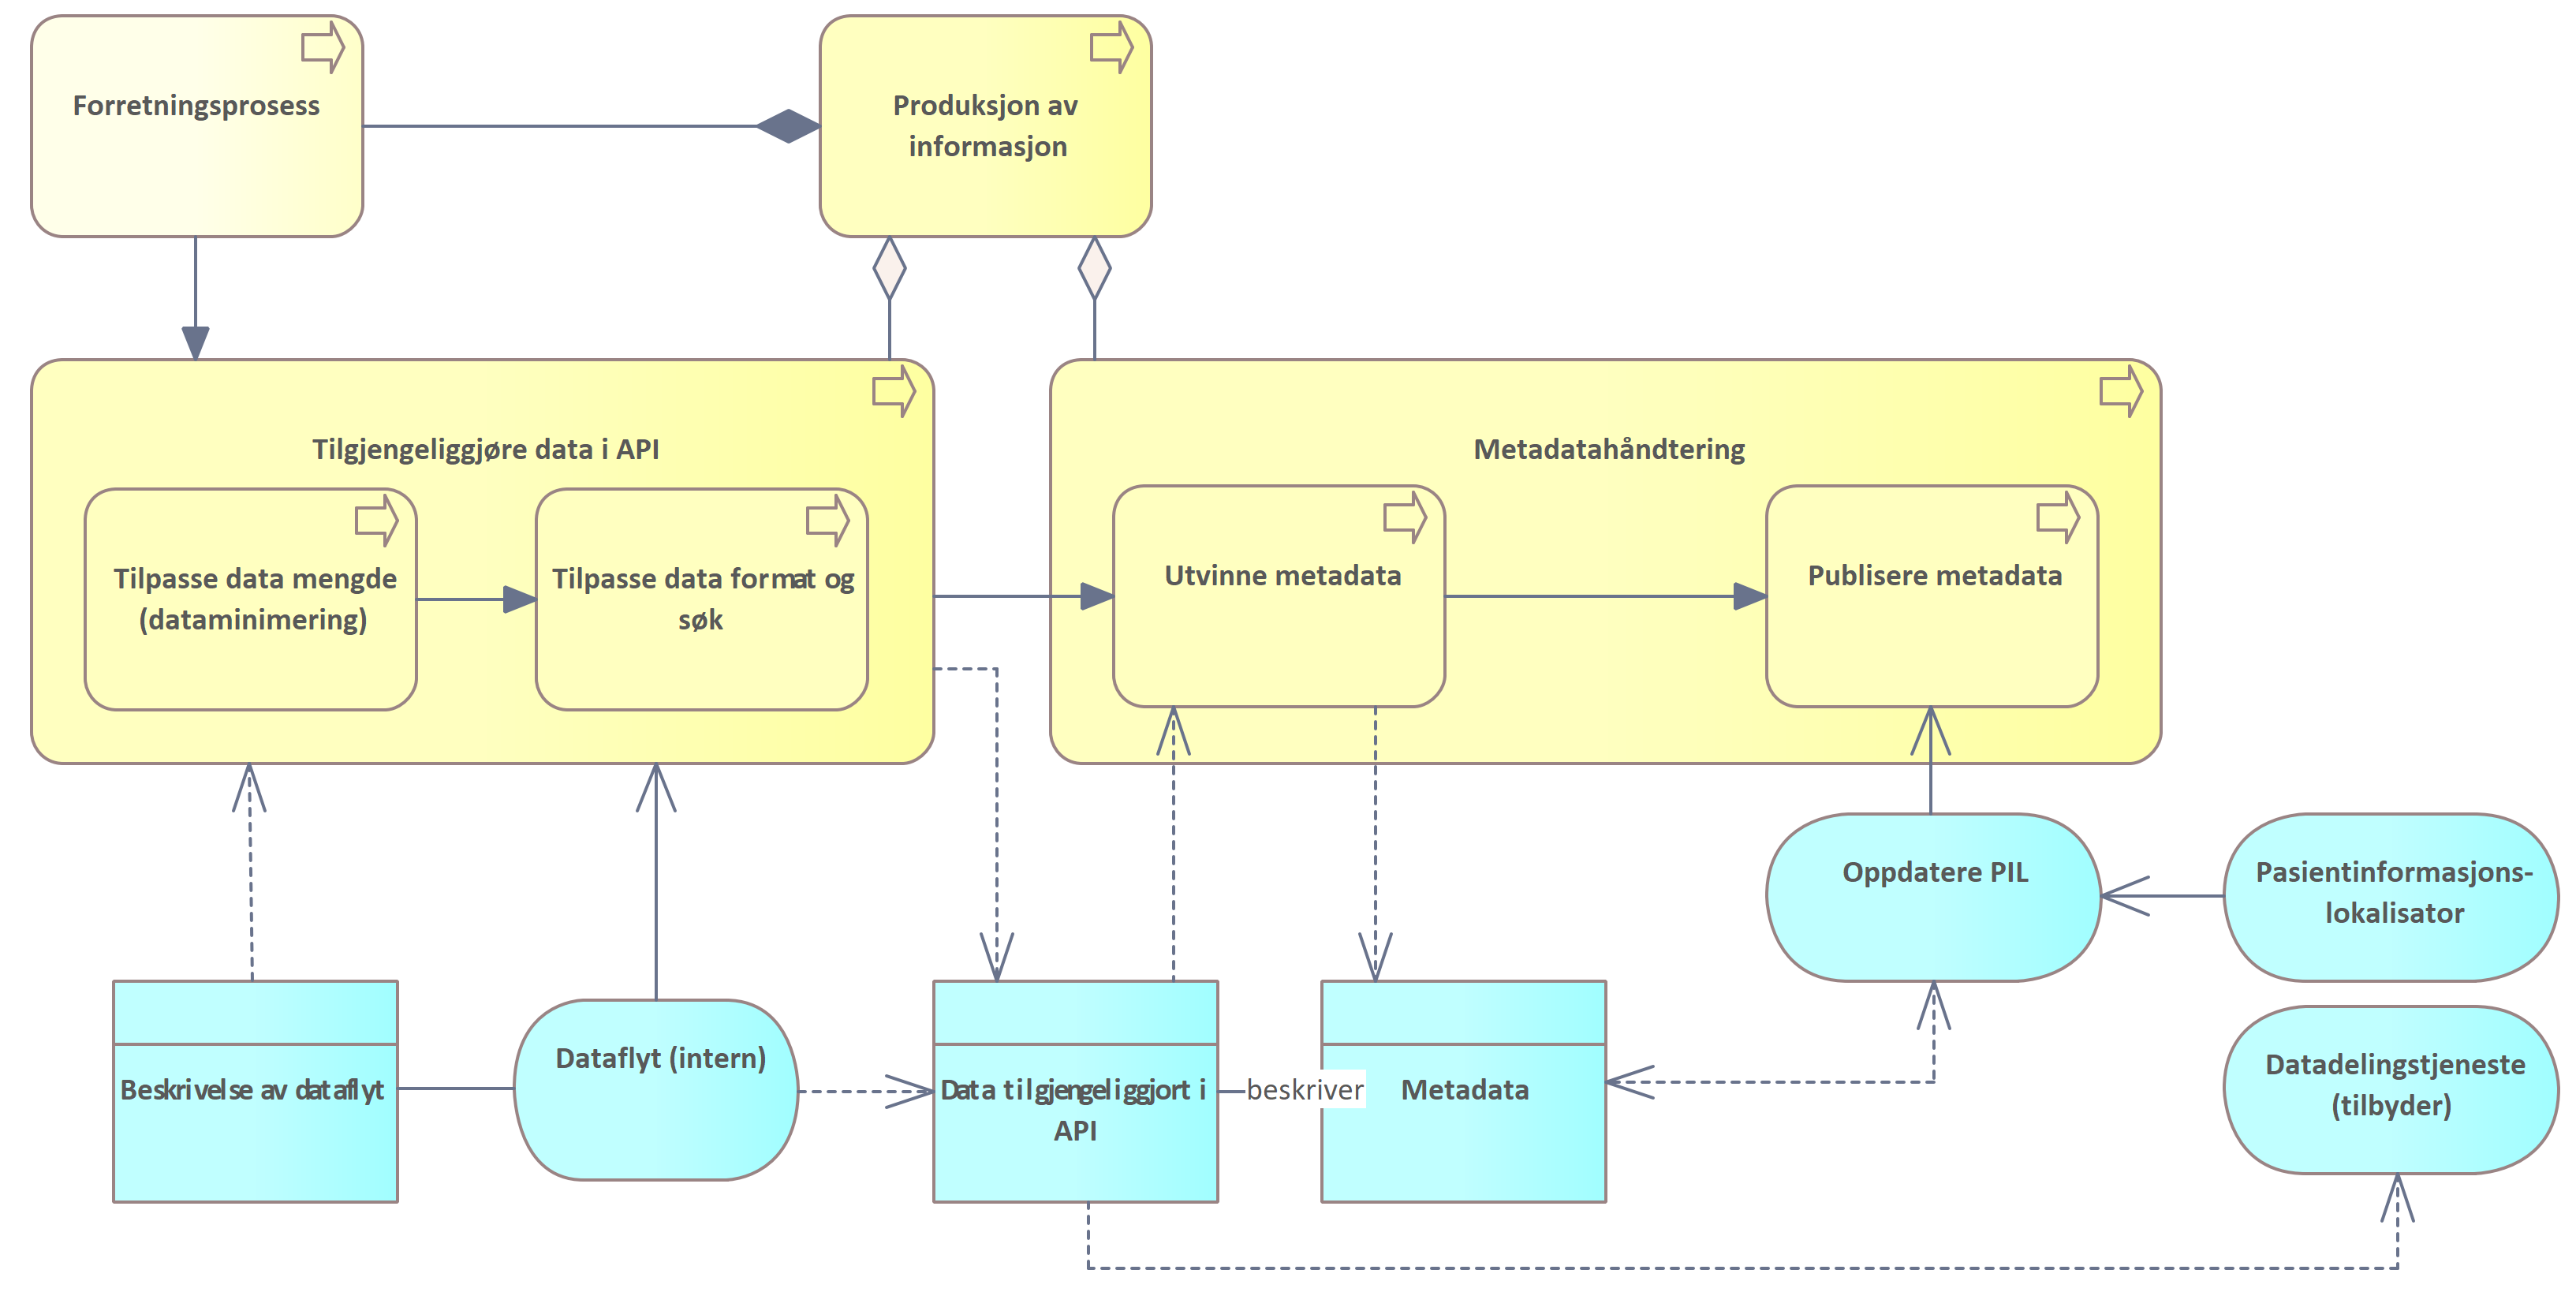 Forretningsprosess
Produksjon av
informasjon
Tilgjengeliggjøre data i API
Metadatahåndtering
Tilpasse data mengde
(dataminimering)
Tilpasse data format og
søk
Utvinne metadata
Publisere metadata
Oppdatere PIL
Pasientinformasjons-
lokalisator
Beskrivelse av dataflyt
Dataflyt (intern)
Data tilgjengeliggjort i
API
beskriver
Metadata
Datadelingstjeneste
(tilbyder)